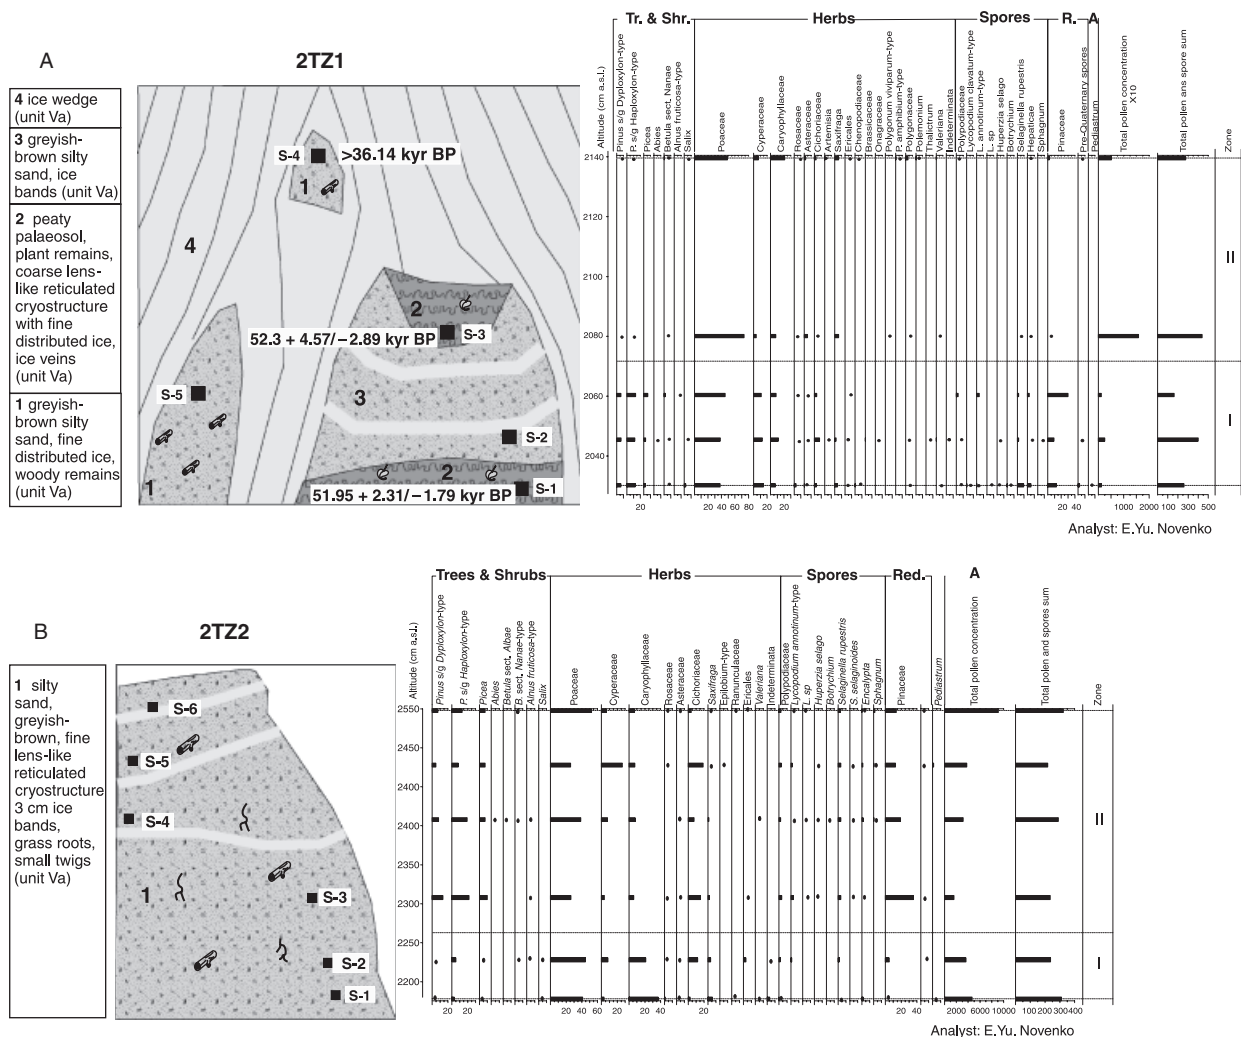 A
2TZ1
4 ice wedge
(unit Va)
3 greyish-
brown silty
sand, ice
bands (unit Va)
2 peaty
palaeosol,
plant remains,
coarse lens-
like reticulated
cryostructure
with fine
distributed ice,
ice veins
(unit Va)
1 greyish-
brown silty
sand, fine
distributed ice,
woody remains
(unit Va)
S-4
>36.14 kyr BP
1
4
2
52.3 + 4.57/−2.89 kyr BP
S-3
S-5
3
S-2
2
1
51.95 + 2.31/−1.79 kyr BP
S-1
Tr. & Shr.
Herbs
Spores
R.
A
Altitude (cm a.s.l.)
Pinus s/g Dyploxylon-type
P. s/g Haploxylon-type
Picea
Abies
Betula sect. Nanae
Alnus fruticosa-type
Salix
Poaceae
Cyperaceae
Caryophyllaceae
Rosaceae
Asteraceae
Cichoriaceae
Artemisia
Saxifraga
Ericales
Chenopodiaceae
Brassicaceae
Onagraceae
Polygonum viviparum-type
P. amphibium-type
Polygonaceae
Polemonium
Thalictrum
Valeriana
Indeterminata
Polypodiaceae
Lycopodium clavatum-type
L. annotinum-type
L. sp
Huperzia selago
Botrychium
Selaginella rupestris
Hepaticae
Sphagnum
Pinaceae
Pre-Quaternary spores
Pediastrum
Total pollen concentration
X10
Total pollen ans spore sum
Zone
2140
2120
2100
2080
2060
2040
II
I
20
20 40 60 80
20
20
20 40
1000 2000
100 300 500
Analyst: E.Yu. Novenko
B
2TZ2
1 silty
sand,
greyish-
brown, fine
lens-like
reticulated
cryostructure
3 cm ice
bands,
grass roots,
small twigs
(unit Va)
S-6
S-5
S-4
1
S-3
S-2
S-1
Trees & Shrubs
Herbs
Spores
Red.
A
Altitude (cm a.s.l.)
Pinus s/g Dyploxylon-type
P. s/g Haploxylon-type
Picea
Abies
Betula sect. Albae
B. sect. Nanae-type
Alnus fruticosa-type
Salix
Poaceae
Cyperaceae
Caryophyllaceae
Rosaceae
Asteraceae
Cichoriaceae
Saxifraga
Epilobium-type
Ranunculaceae
Ericales
Valeriana
Indeterminata
Polypodiaceae
Lycopodium annotinum-type
L. sp
Huperzia selago
Botrychium
Selaginella rupestris
S. selaginoides
Encalypta
Sphagnum
Pinaceae
Pediastrum
Total pollen concentration
Total polen and spores sum
Zone
2550
2450
2400
2400
2350
2300
2250
2200
II
I
20
20
20 40 60
20
20 40
20
20 40
2000 6000 10000
100 200 300 400
Analyst: E.Yu. Novenko